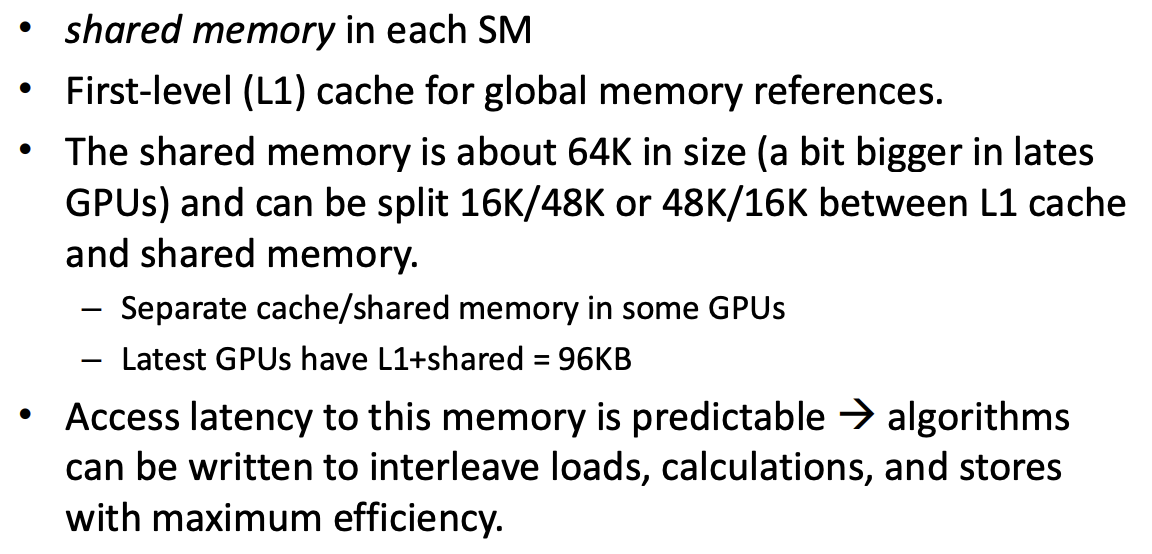 • shared memory in each SM
• First-level (L1) cache for global memory references.
• The shared memory is about 64K in size (a bit bigger in lates
GPUs) and can be split 16K/48K or 48K/16K between L1 cache
and shared memory.
– Separate cache/shared memory in some GPUs
– Latest GPUs have L1+shared = 96KB
• Access latency to this memory is predictable → algorithms
can be written to interleave loads, calculations, and stores
with maximum efficiency.